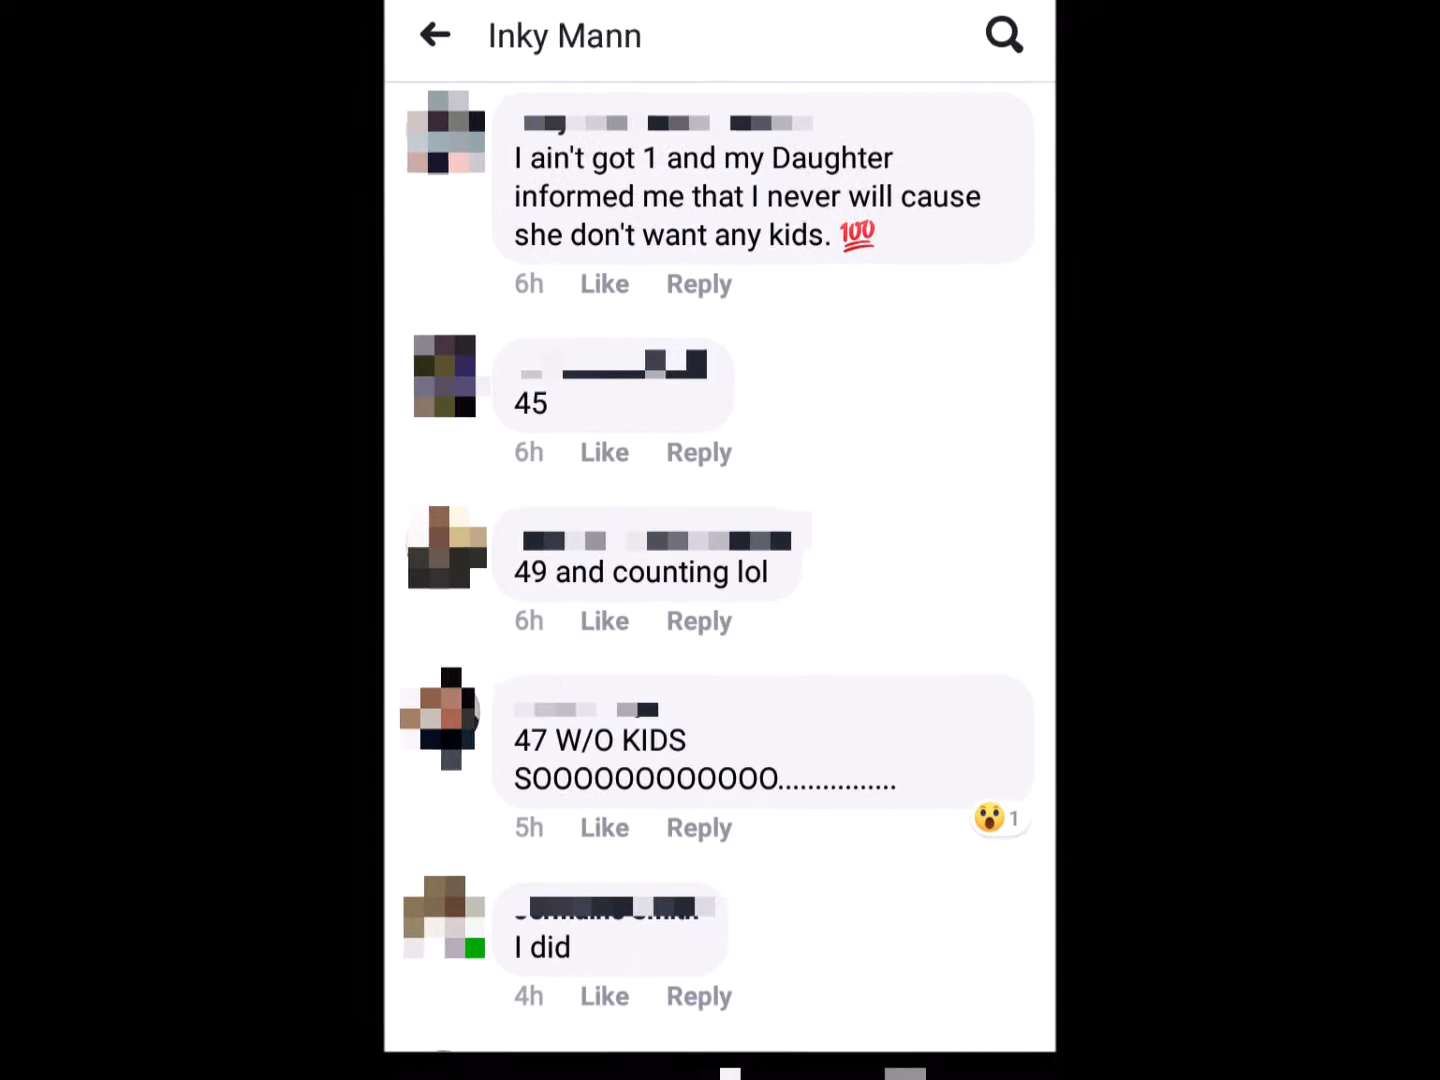 Inky Mann
I ain't got 1 and my Daughter
informed me that I never will cause
she don't want any kids. 💯
6h Like Reply
45
6h Like Reply
49 and counting lol
6h Like Reply
47 W/O KIDS
SOOOOOOOOOOOO................
1
5h Like Reply
I did
4h Like Reply